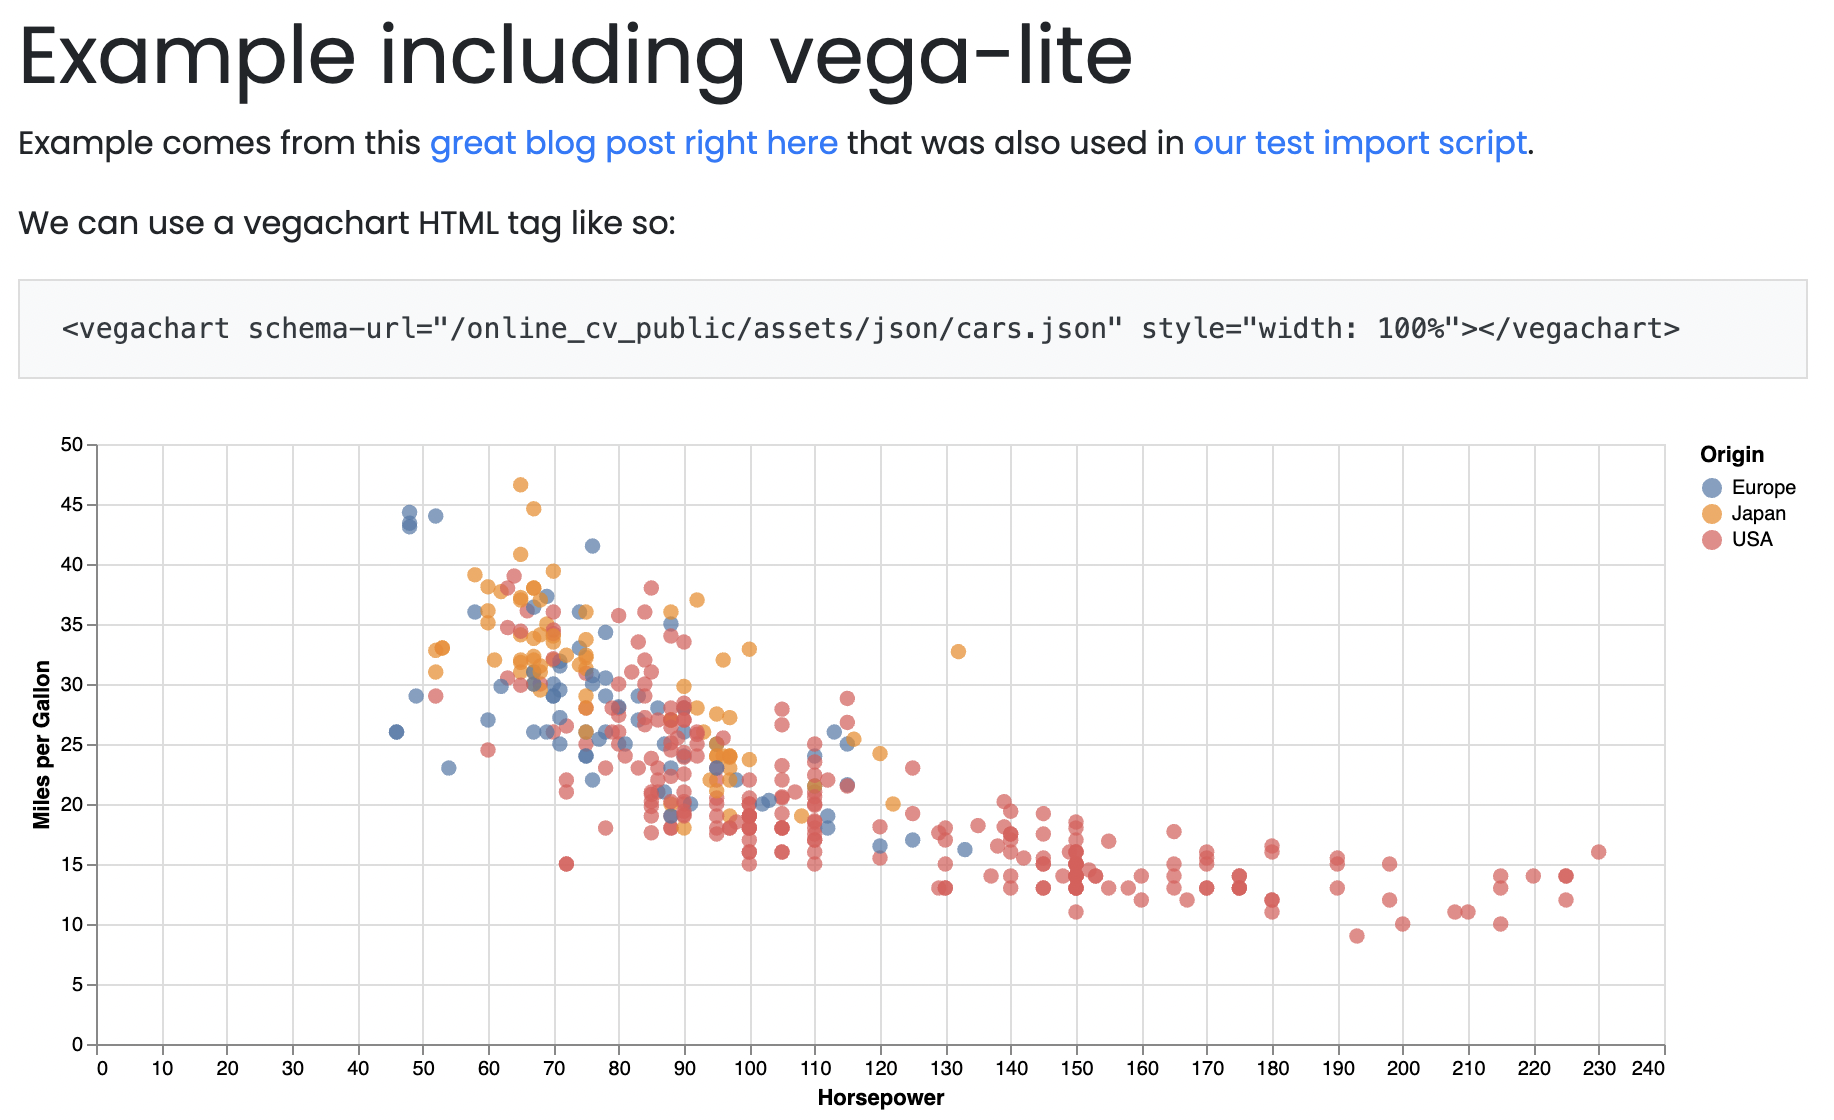 Example including vega-lite
Example comes from this great blog post right here that was also used in our test import script.
We can use a vegachart HTML tag like so:
<vegachart schema-url="/online_cv_public/assets/json/cars.json" style="width: 100%"></vegachart>
50
45
40
35
30
25
20
15
10
5
0
Miles per Gallon
0 10 20 30 40 50 60 70 80 90 100 110 120 130 140 150 160 170 180 190 200 210 220 230 240
Horsepower
Origin
Europe
Japan
USA